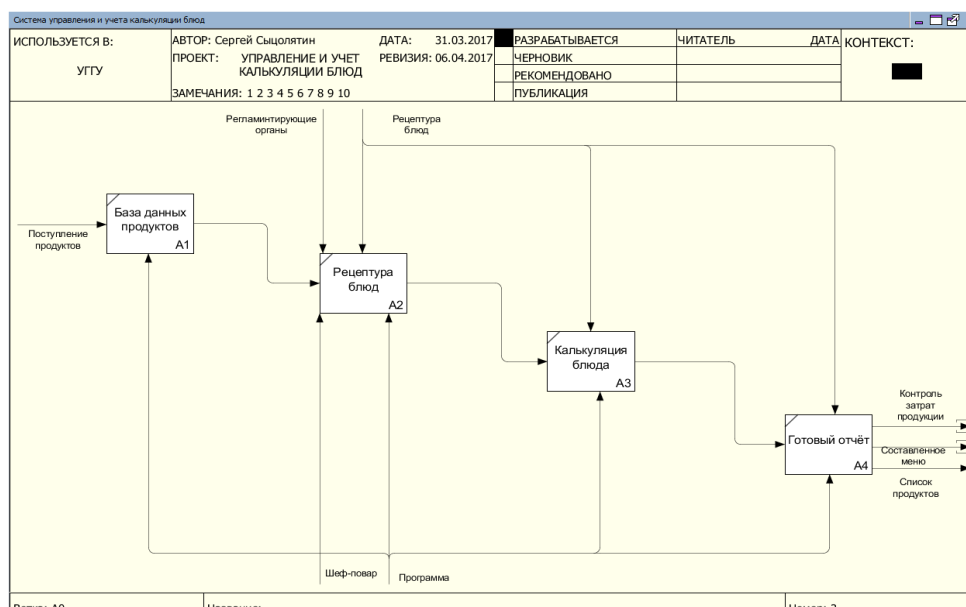 Система управления и учета калькуляции блюд
ИСПОЛЬЗУЕТСЯ В:
УГГУ
АВТОР: Сергей Сыцолятин
ДАТА: 31.03.2017
ПРОЕКТ: УПРАВЛЕНИЕ И УЧЕТ
КАЛЬКУЛЯЦИИ БЛЮД
РЕВИЗИЯ: 06.04.2017
ЗАМЕЧАНИЯ: 1 2 3 4 5 6 7 8 9 10
РАЗРАБАТЫВАЕТСЯ
ЧЕРНОВИК
РЕКОМЕНДОВАНО
ПУБЛИКАЦИЯ
ЧИТАТЕЛЬ
ДАТА
КОНТЕКСТ:
Регламинтирующие
органы
Рецептура
блюд
Поступление
продуктов
База данных
продуктов
A1
Рецептура
блюд
A2
Калькуляция
блюда
A3
Готовый отчёт
A4
Контроль
затрат
продукции
Составленное
меню
Список
продуктов
Шеф-повар
Программа